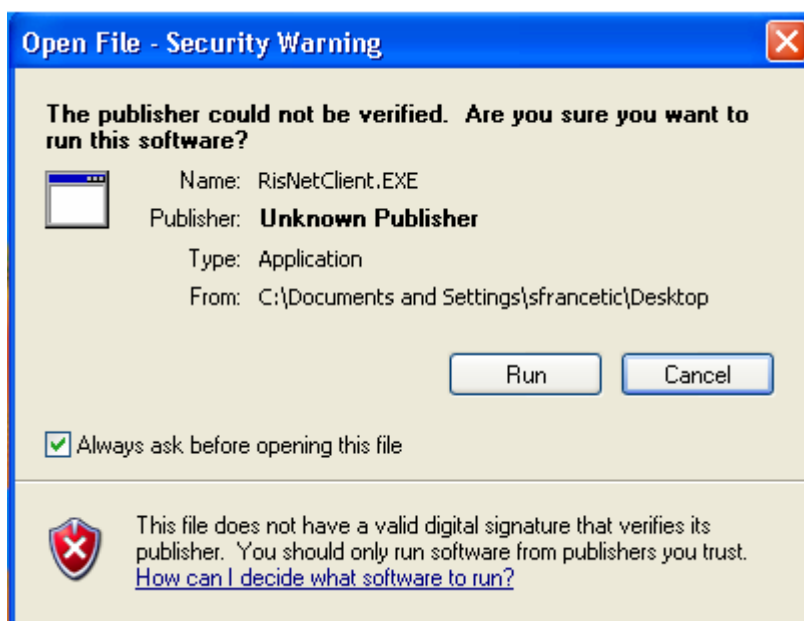 Open File - Security Warning
The publisher could not be verified. Are you sure you want to
run this software?
Name: RisNetClient.EXE
Publisher: Unknown Publisher
Type: Application
From: C:\Documents and Settings\sfrancetic\Desktop
Run Cancel
Always ask before opening this file
This file does not have a valid digital signature that verifies its
publisher. You should only run software from publishers you trust.
How can I decide what software to run?